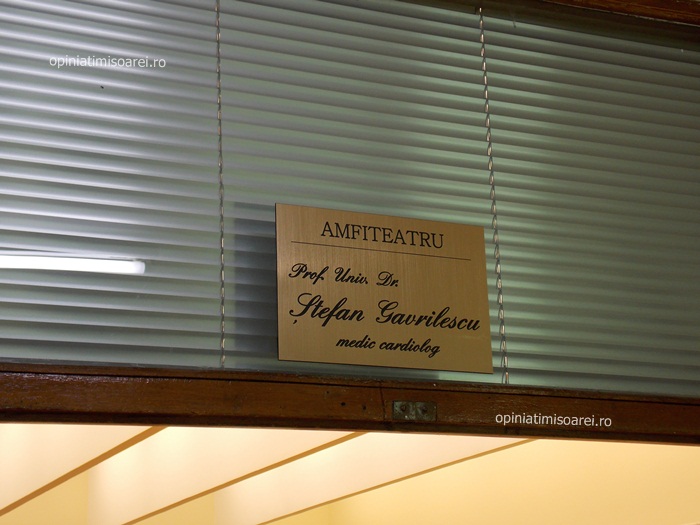 opiniatimisoarei.ro
AMFITEATRU
Prof. Univ. Dr.
Ștefan Gavrilescu
medic cardiolog
opiniatimisoarei.ro